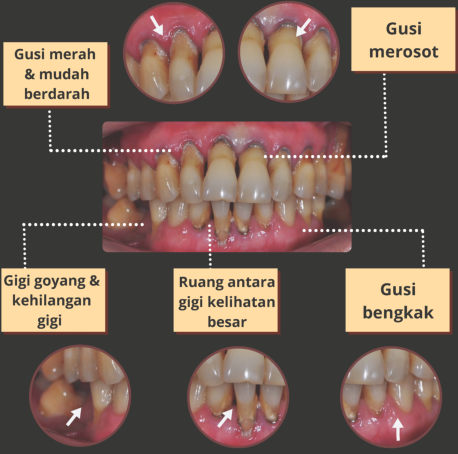 Gusi merah
& mudah
berdarah
Gusi
merosot
Gigi goyang &
kehilangan
gigi
Ruang antara
gigi kelihatan
besar
Gusi
bengkak